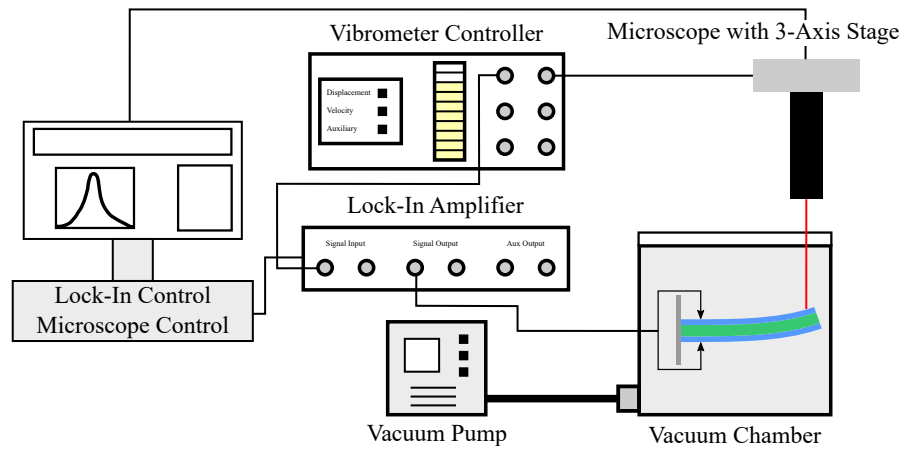 Vibrometer Controller
Microscope with 3-Axis Stage
Displacement
Velocity
Auxiliary
Lock-In Amplifier
Signal Input
Signal Output
Aux Output
Lock-In Control
Microscope Control
Vacuum Pump
Vacuum Chamber